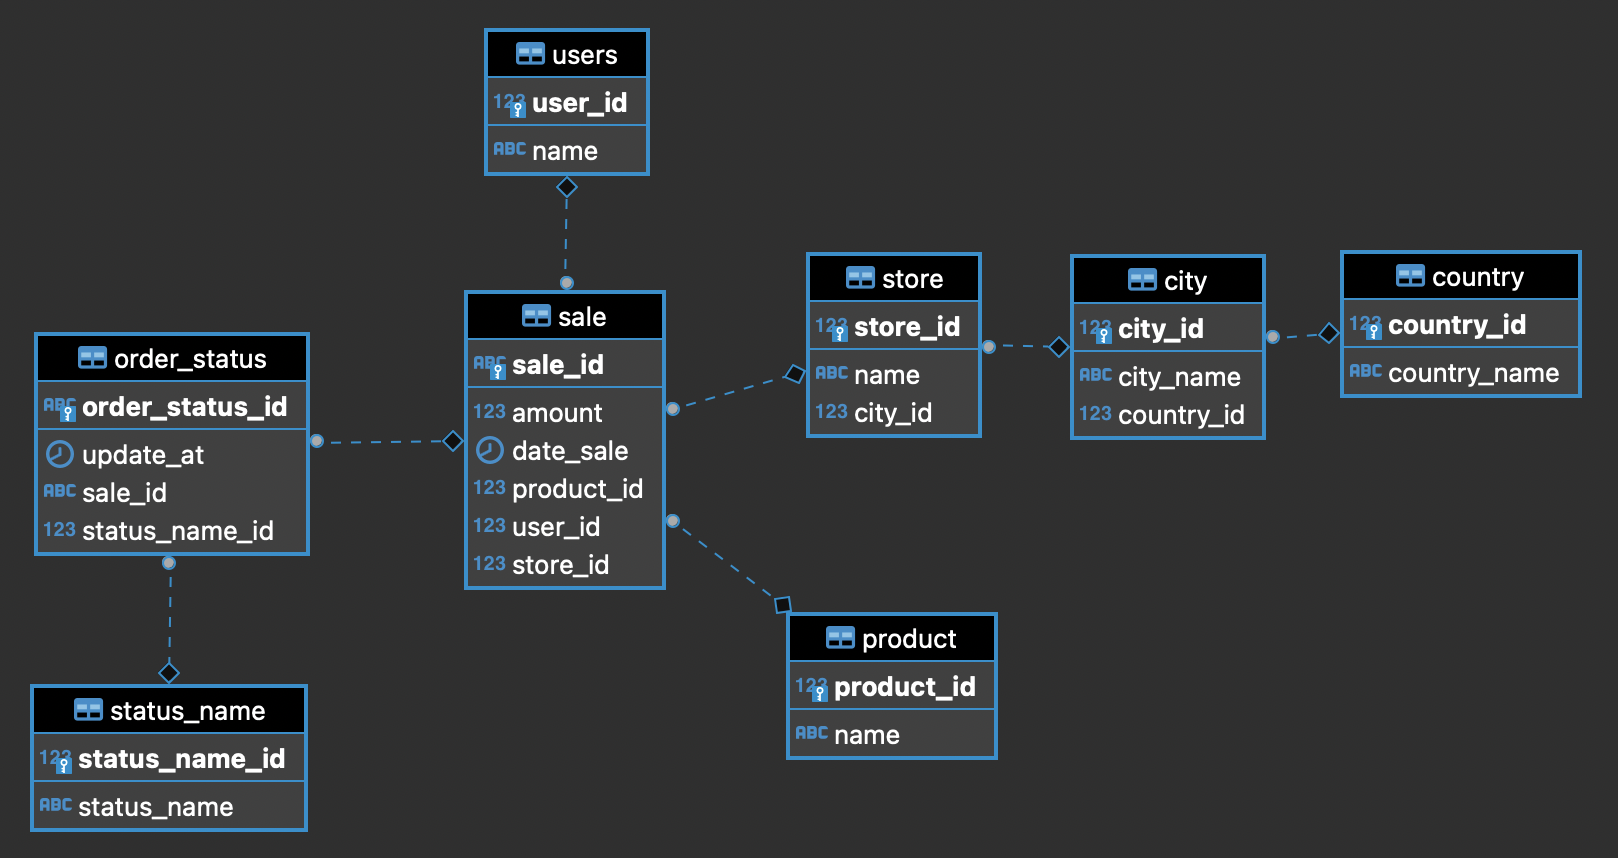 users
123 user_id
ABC name
sale
ABC sale_id
123 amount
date_sale
123 product_id
123 user_id
123 store_id
store
123 store_id
ABC name
123 city_id
city
123 city_id
ABC city_name
123 country_id
country
123 country_id
ABC country_name
order_status
ABC order_status_id
update_at
ABC sale_id
123 status_name_id
status_name
123 status_name_id
ABC status_name
product
123 product_id
ABC name